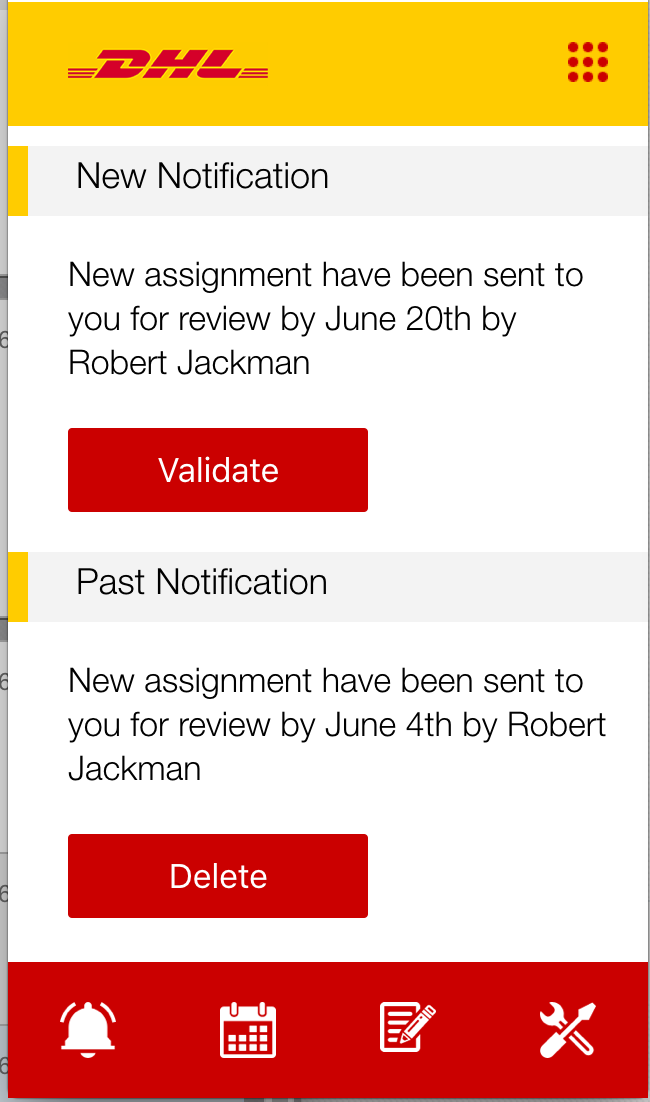 DHL
New Notification
New assignment have been sent to
you for review by June 20th by
Robert Jackman
Validate
Past Notification
New assignment have been sent to
you for review by June 4th by Robert
Jackman
Delete